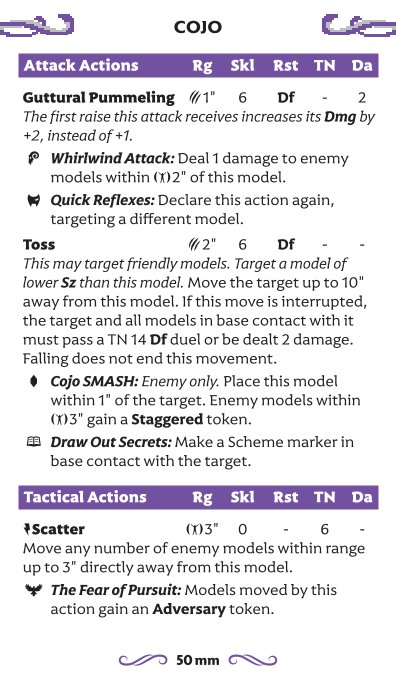 COJO
Attack Actions Rg Skl Rst TN Da
Guttural Pummeling 1" 6 Df - 2
The first raise this attack receives increases its Dmg by
+2, instead of +1.
Whirlwind Attack: Deal 1 damage to enemy
models within 2" of this model.
Quick Reflexes: Declare this action again,
targeting a different model.
Toss 2" 6 Df - -
This may target friendly models. Target a model of
lower Sz than this model. Move the target up to 10"
away from this model. If this move is interrupted,
the target and all models in base contact with it
must pass a TN 14 Df duel or be dealt 2 damage.
Falling does not end this movement.
Cojo SMASH: Enemy only. Place this model
within 1" of the target. Enemy models within
3" gain a Staggered token.
Draw Out Secrets: Make a Scheme marker in
base contact with the target.
Tactical Actions Rg Skl Rst TN Da
Scatter 3" 0 - 6 -
Move any number of enemy models within range
up to 3" directly away from this model.
The Fear of Pursuit: Models moved by this
action gain an Adversary token.
50 mm